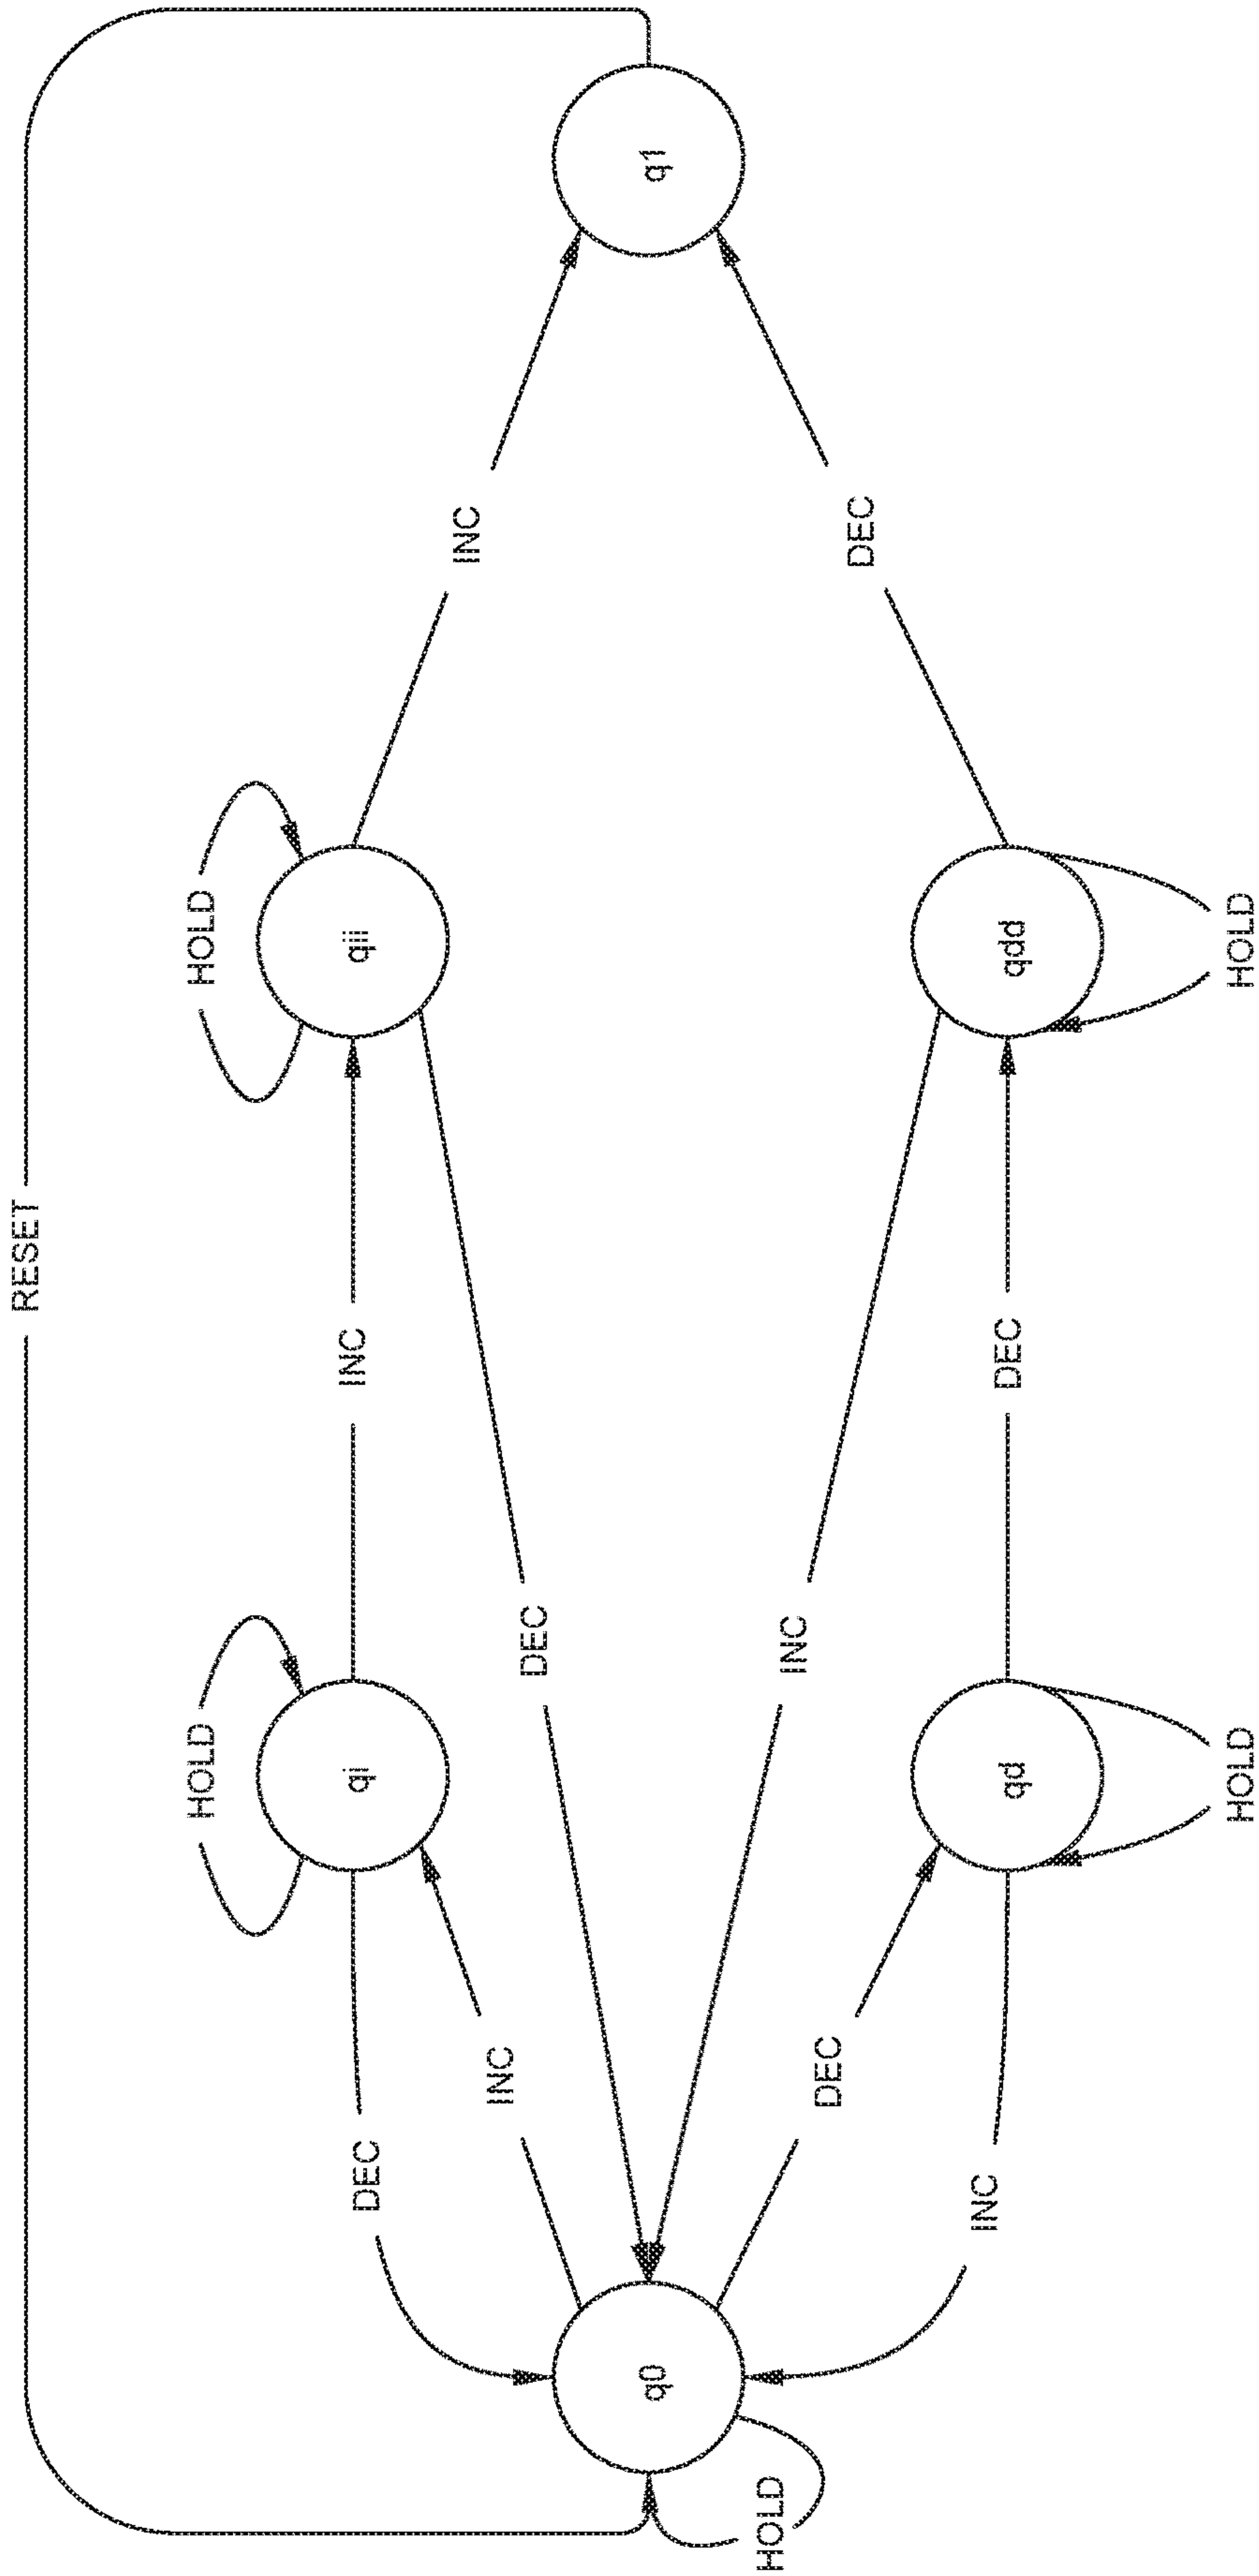 RESET
HOLD
HOLD
qi
qii
DEC
INC
INC
INC
DEC
HOLD
q0
q1
INC
DEC
DEC
INC
DEC
qd
qdd
HOLD
HOLD